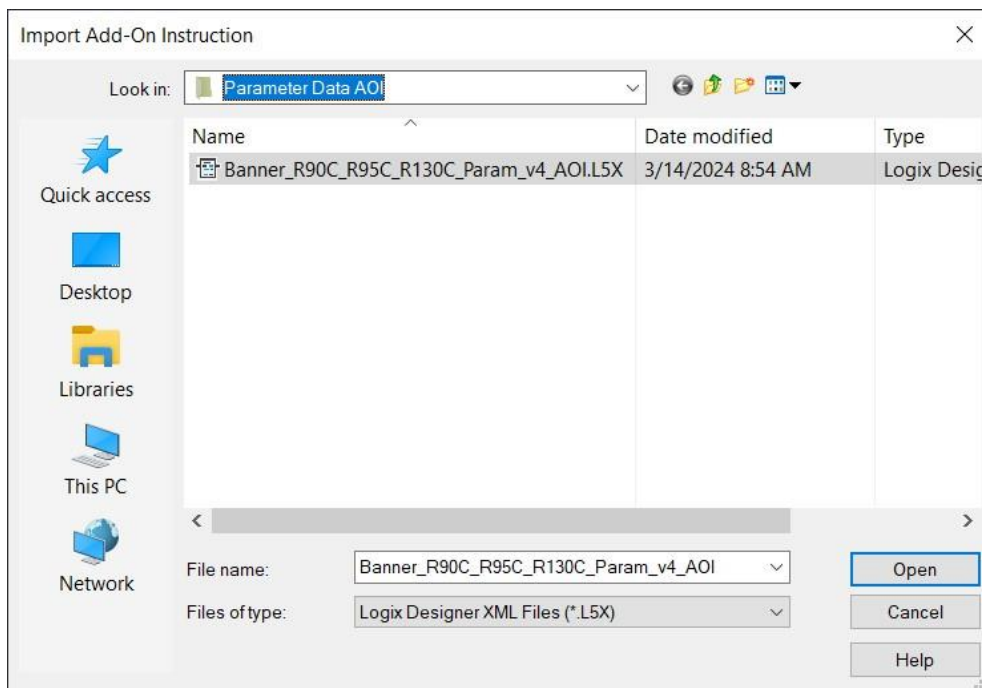 Import Add-On Instruction
Look in: Parameter Data AOI
Name Date modified Type
Banner_R90C_R95C_R130C_Param_v4_AOI.L5X 3/14/2024 8:54 AM Logix Desig
Quick access
Desktop
Libraries
This PC
Network
File name: Banner_R90C_R95C_R130C_Param_v4_AOI Open
Files of type: Logix Designer XML Files (*.L5X) Cancel
Help